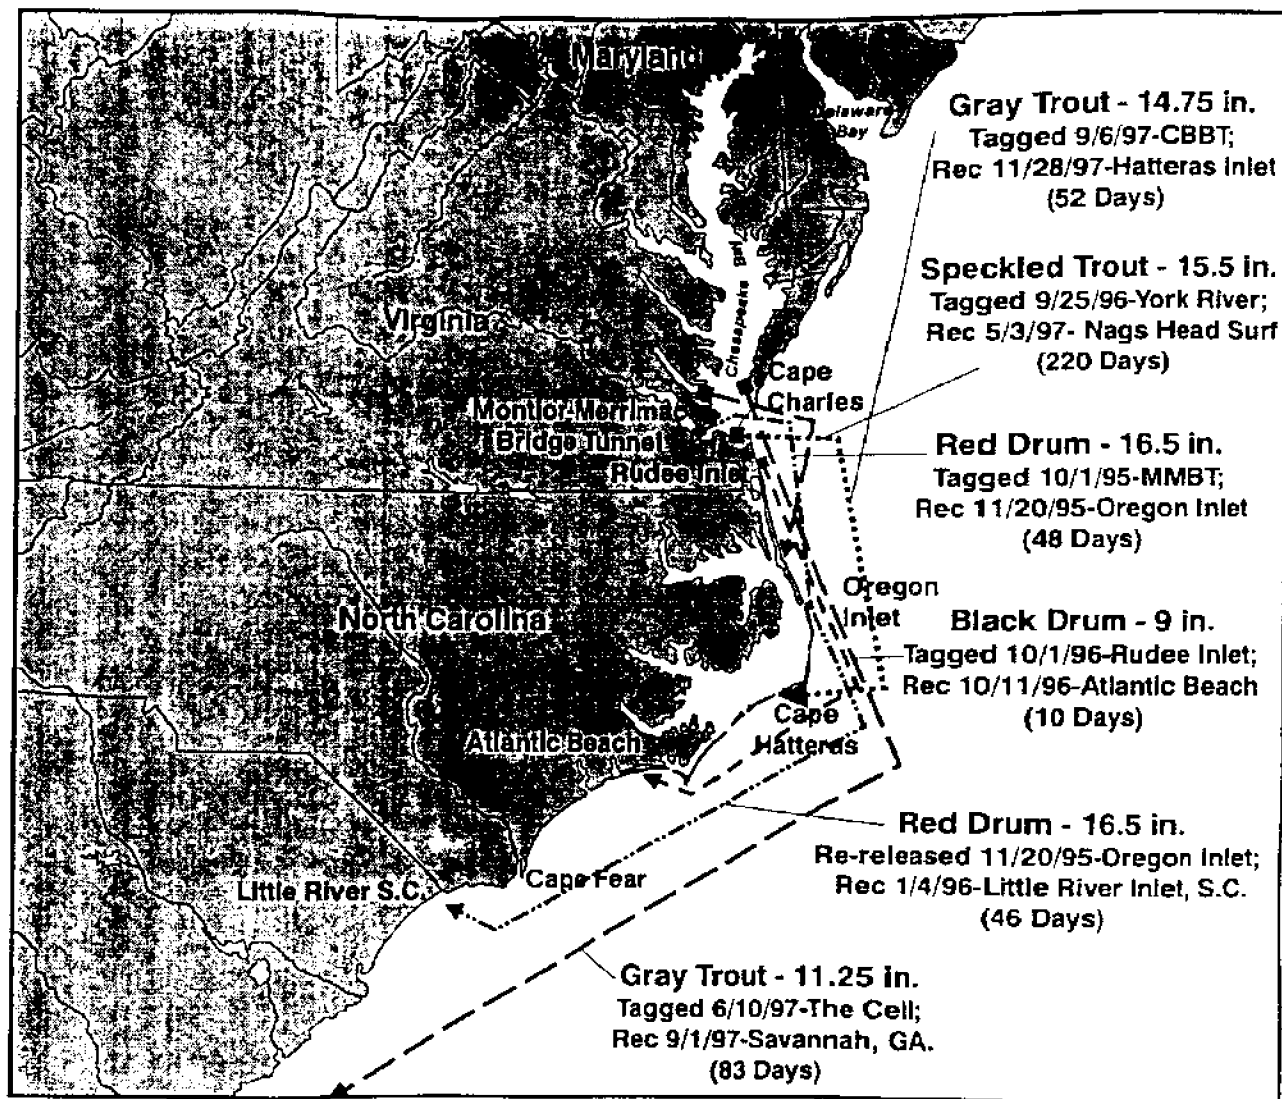 Maryland
Delaware
Bay
Gray Trout - 14.75 in.
Tagged 9/6/97-CBBT;
Rec 11/28/97-Hatteras Inlet
(52 Days)
Chesapeake Bay
Speckled Trout - 15.5 in.
Tagged 9/25/96-York River;
Rec 5/3/97- Nags Head Surf
(220 Days)
Virginia
Cape
Charles
Montior-Merrimac
Bridge Tunnel
Rudee Inlet
Red Drum - 16.5 in.
Tagged 10/1/95-MMBT;
Rec 11/20/95-Oregon Inlet
(48 Days)
Oregon
Inlet
North Carolina
Black Drum - 9 in.
Tagged 10/1/96-Rudee Inlet;
Rec 10/11/96-Atlantic Beach
(10 Days)
Cape
Hatteras
Atlantic Beach
Red Drum - 16.5 in.
Re-released 11/20/95-Oregon Inlet;
Rec 1/4/96-Little River Inlet, S.C.
(46 Days)
Little River S.C.
Cape Fear
Gray Trout - 11.25 in.
Tagged 6/10/97-The Cell;
Rec 9/1/97-Savannah, GA.
(83 Days)